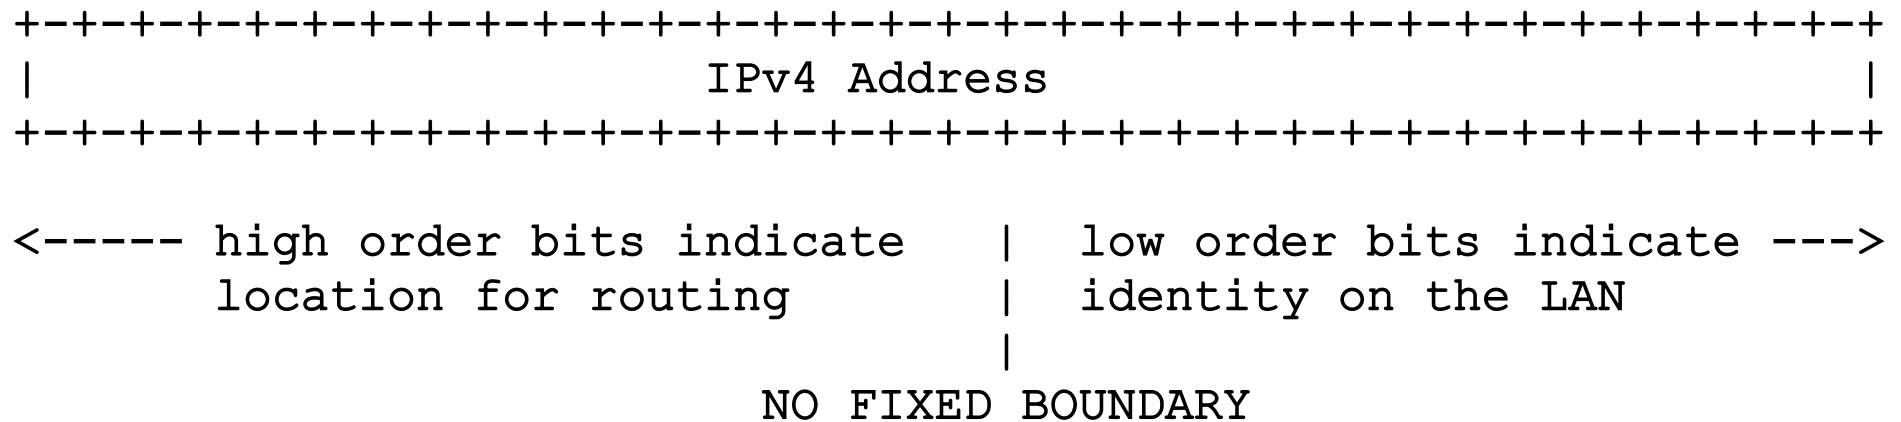 +-+-+-+-+-+-+-+-+-+-+-+-+-+-+-+-+-+-+-+-+-+-+-+-+-+-+-+-+-+-+-+-+
|                       IPv4 Address                            |
+-+-+-+-+-+-+-+-+-+-+-+-+-+-+-+-+-+-+-+-+-+-+-+-+-+-+-+-+-+-+-+-+
<----- high order bits indicate   |  low order bits indicate --->
       location for routing       |  identity on the LAN
                                  |
                          NO FIXED BOUNDARY